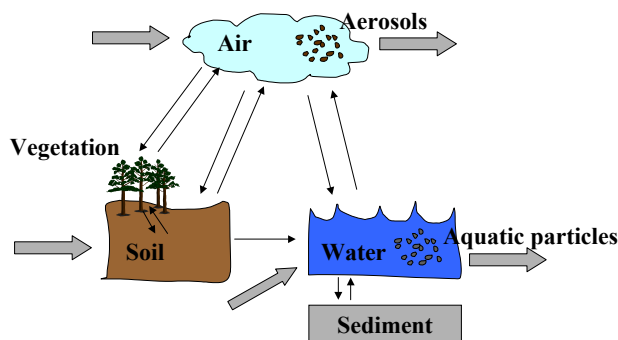 Aerosols
Air
Vegetation
Soil
Water
Aquatic particles
Sediment